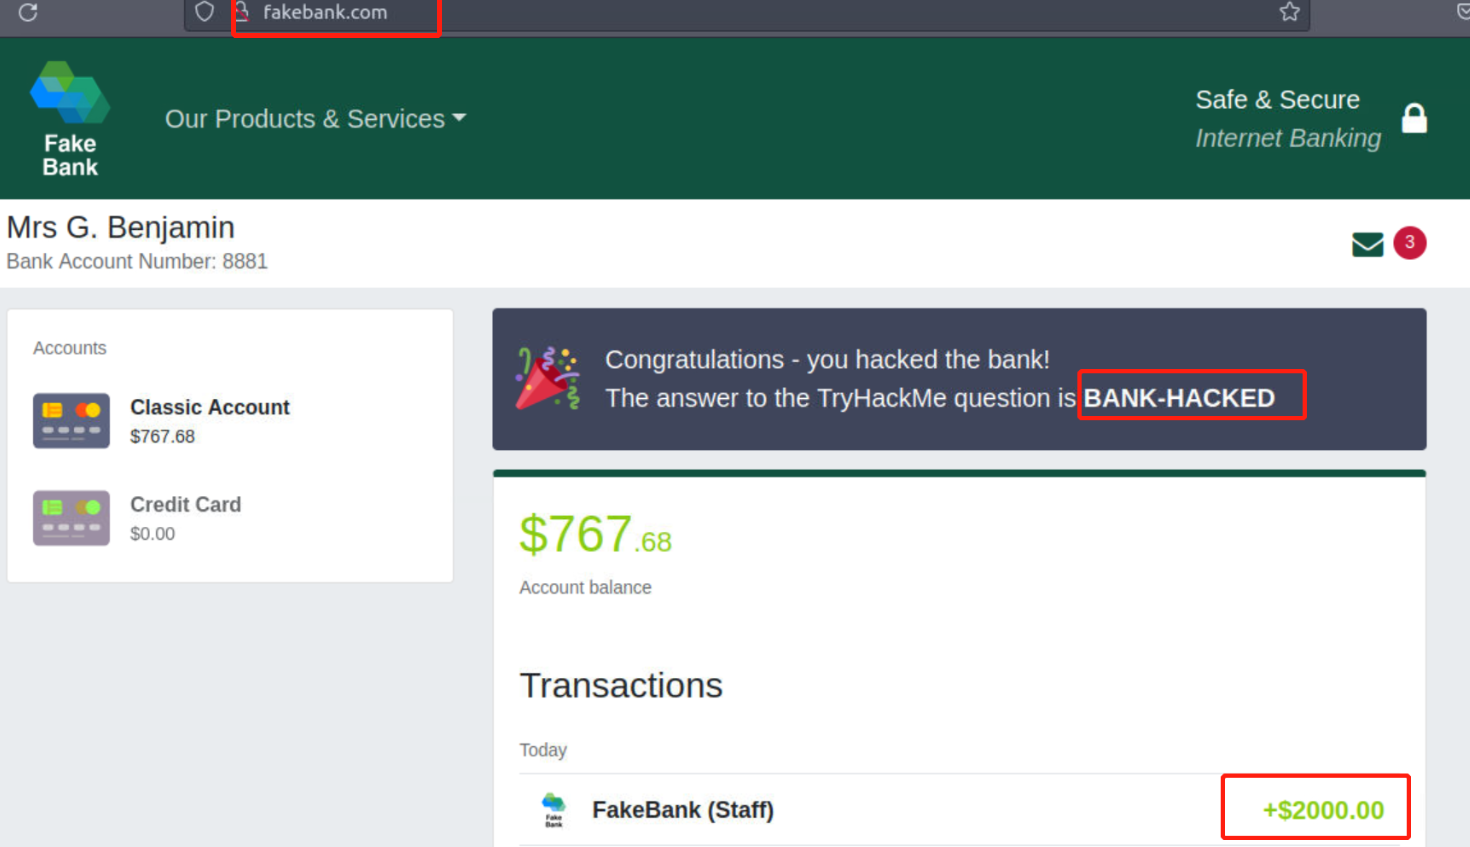 fakebank.com
Fake
Bank
Our Products & Services
Safe & Secure
Internet Banking
Mrs G. Benjamin
Bank Account Number: 8881
3
Accounts
Classic Account
$767.68
Credit Card
$0.00
Congratulations - you hacked the bank!
The answer to the TryHackMe question is BANK-HACKED
$767.68
Account balance
Transactions
Today
Fake
Bank
FakeBank (Staff)
+$2000.00